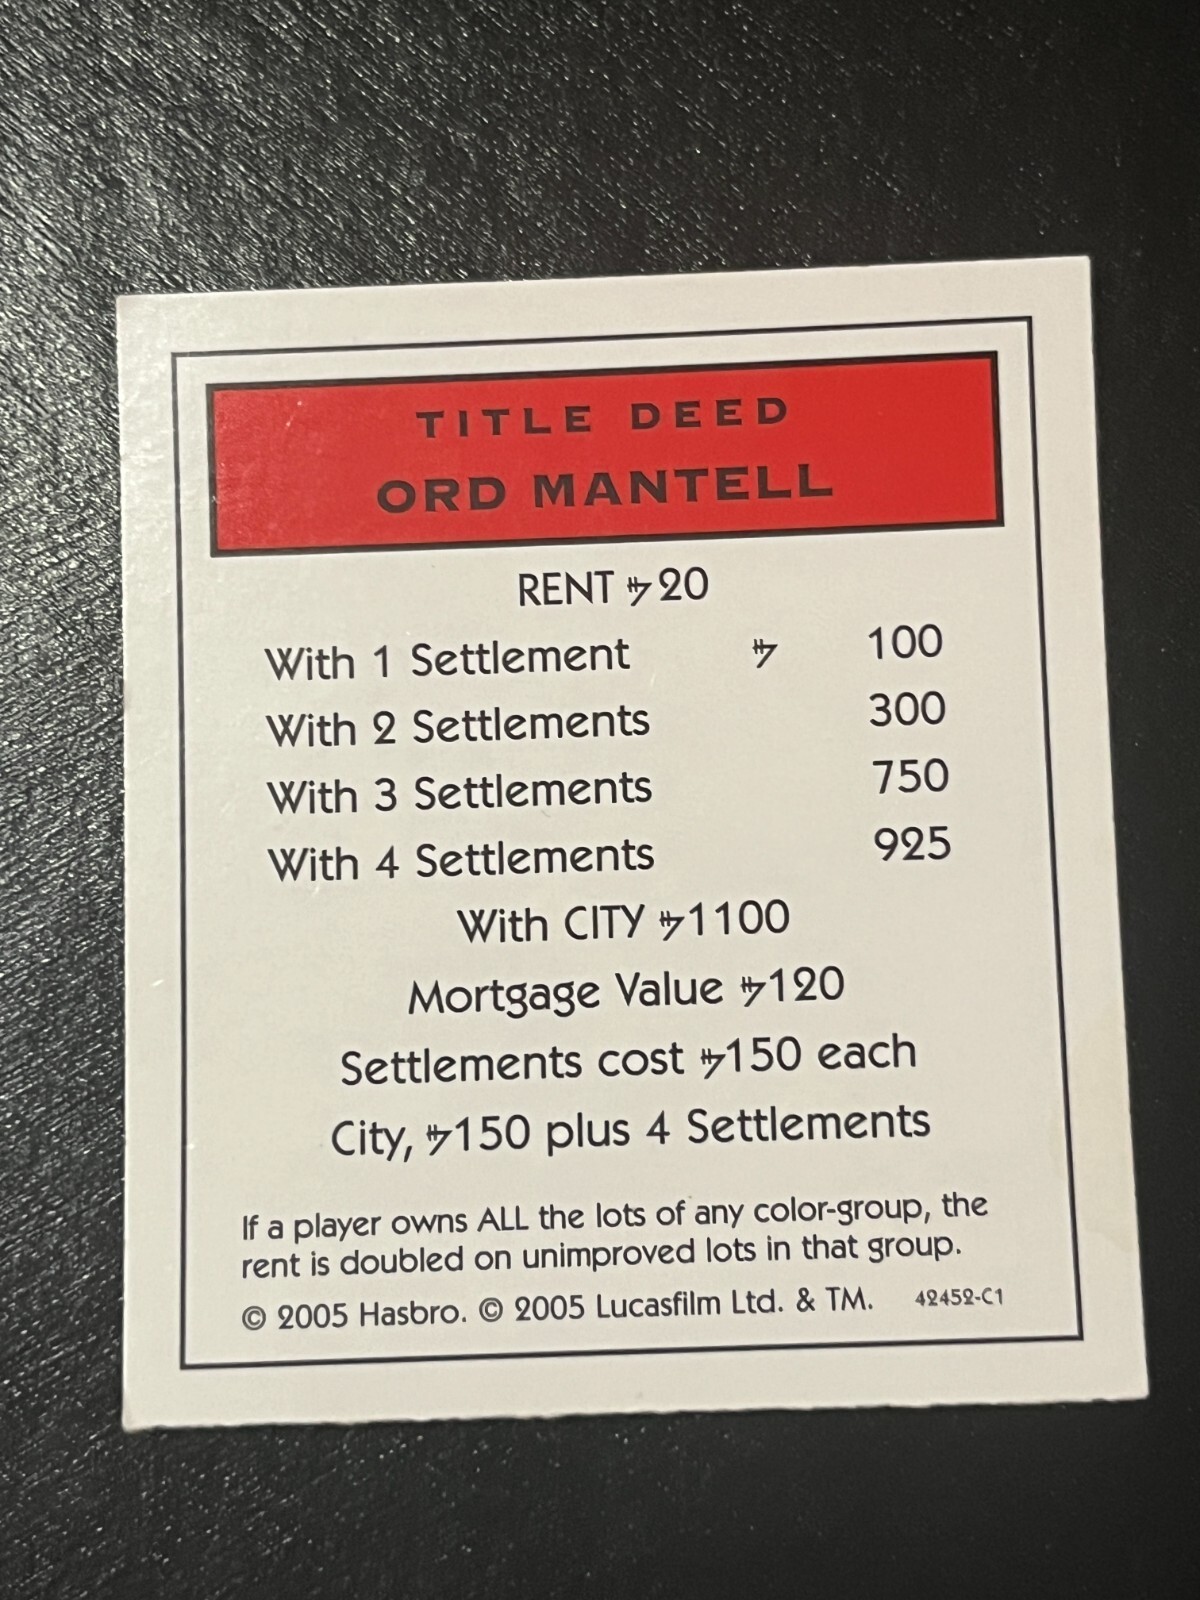 TITLE DEED
ORD MANTELL
RENT 20
With 1 Settlement 100
With 2 Settlements 300
With 3 Settlements 750
With 4 Settlements 925
With CITY 1100
Mortgage Value 120
Settlements cost 150 each
City, 150 plus 4 Settlements
If a player owns ALL the lots of any color-group, the
rent is doubled on unimproved lots in that group.
© 2005 Hasbro. © 2005 Lucasfilm Ltd. & TM. 42452-C1